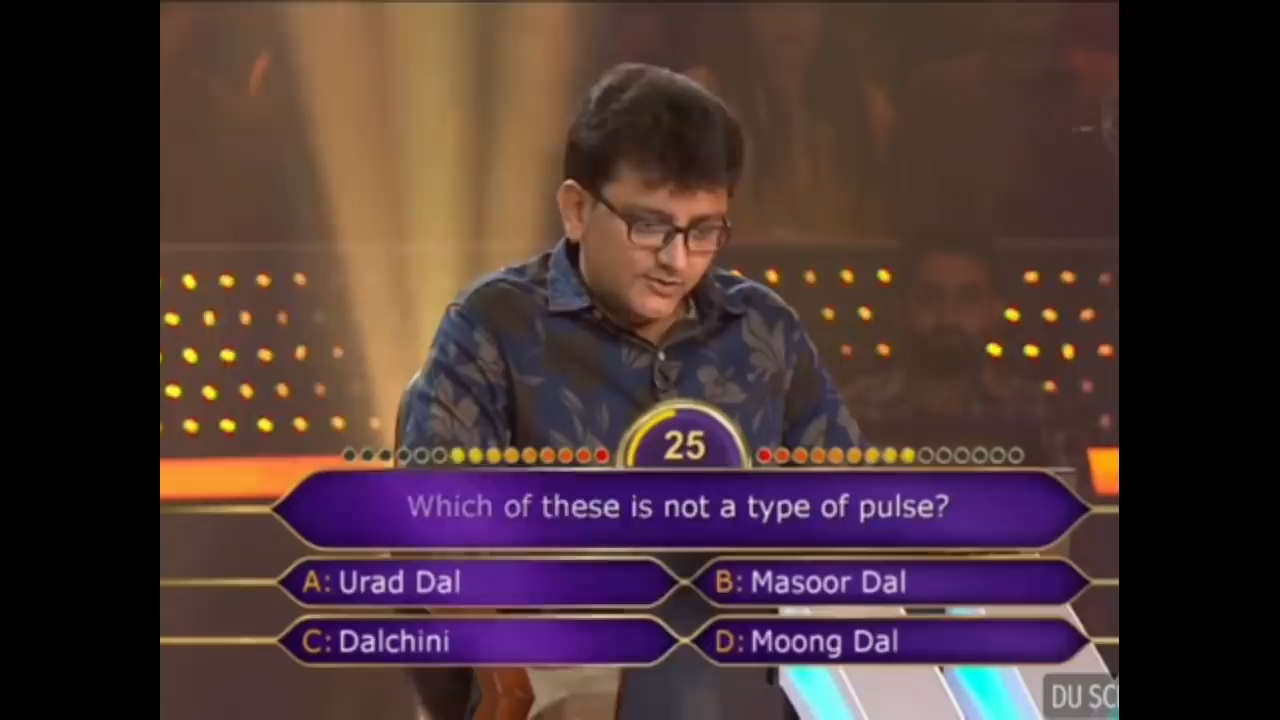 25
Which of these is not a type of pulse?
A: Urad Dal
B: Masoor Dal
C: Dalchini
D: Moong Dal
DU SC